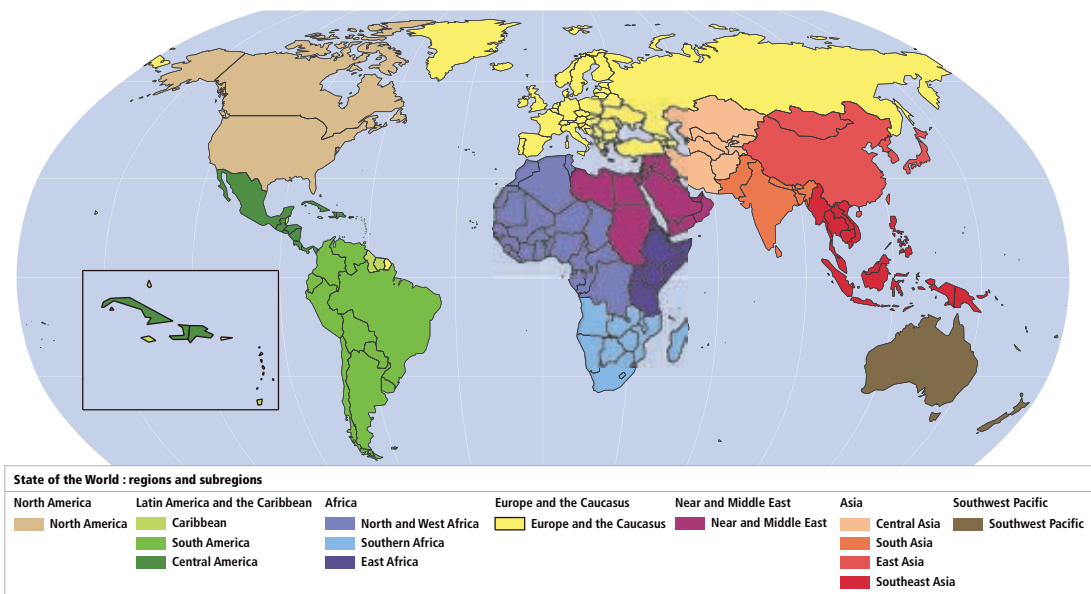 State of the World : regions and subregions
North America
North America
Latin America and the Caribbean
Caribbean
South America
Central America
Africa
North and West Africa
Southern Africa
East Africa
Europe and the Caucasus
Europe and the Caucasus
Near and Middle East
Near and Middle East
Asia
Central Asia
South Asia
East Asia
Southeast Asia
Southwest Pacific
Southwest Pacific